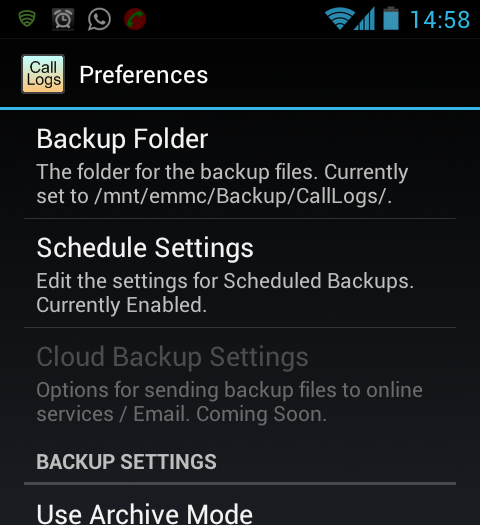 14:58
Call
Logs
Preferences
Backup Folder
The folder for the backup files. Currently
set to /mnt/emmc/Backup/CallLogs/.
Schedule Settings
Edit the settings for Scheduled Backups.
Currently Enabled.
Cloud Backup Settings
Options for sending backup files to online
services / Email. Coming Soon.
BACKUP SETTINGS
Use Archive Mode